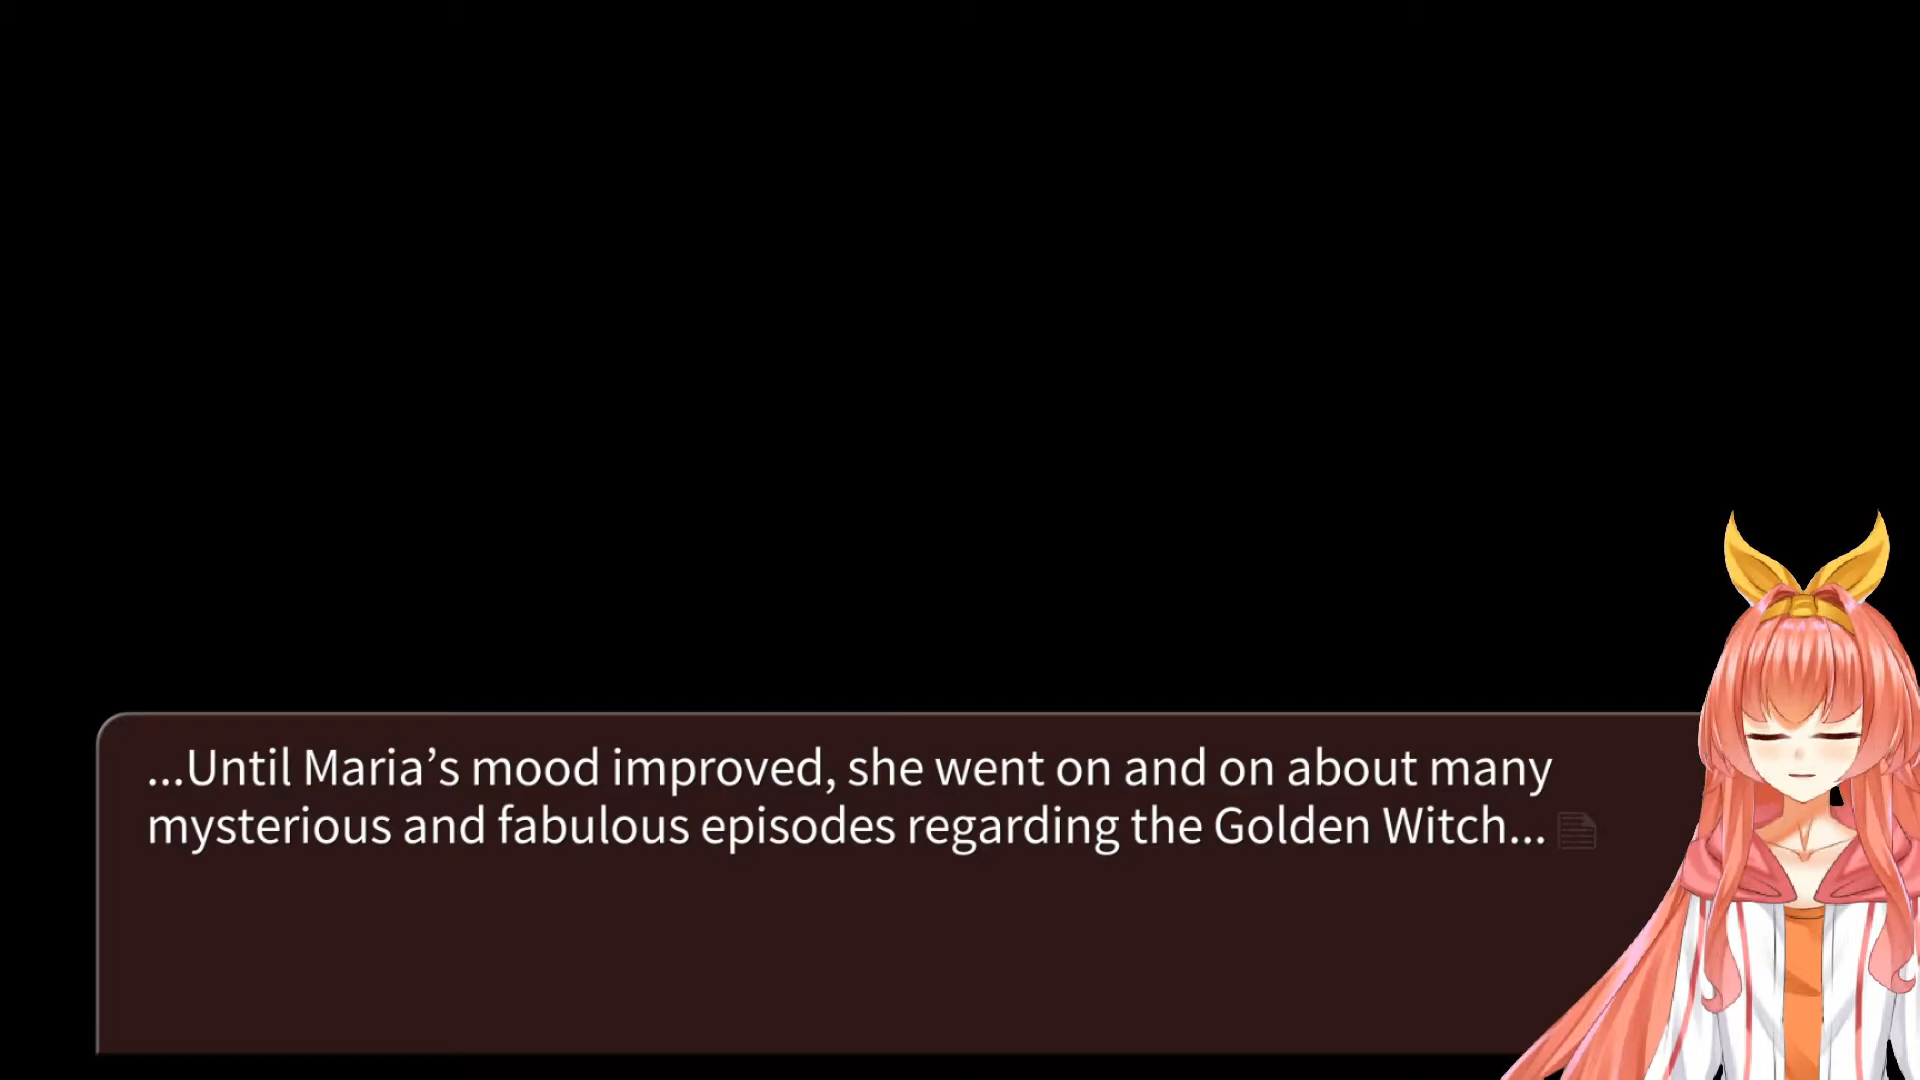 ...Until Maria’s mood improved, she went on and on about many
mysterious and fabulous episodes regarding the Golden Witch...